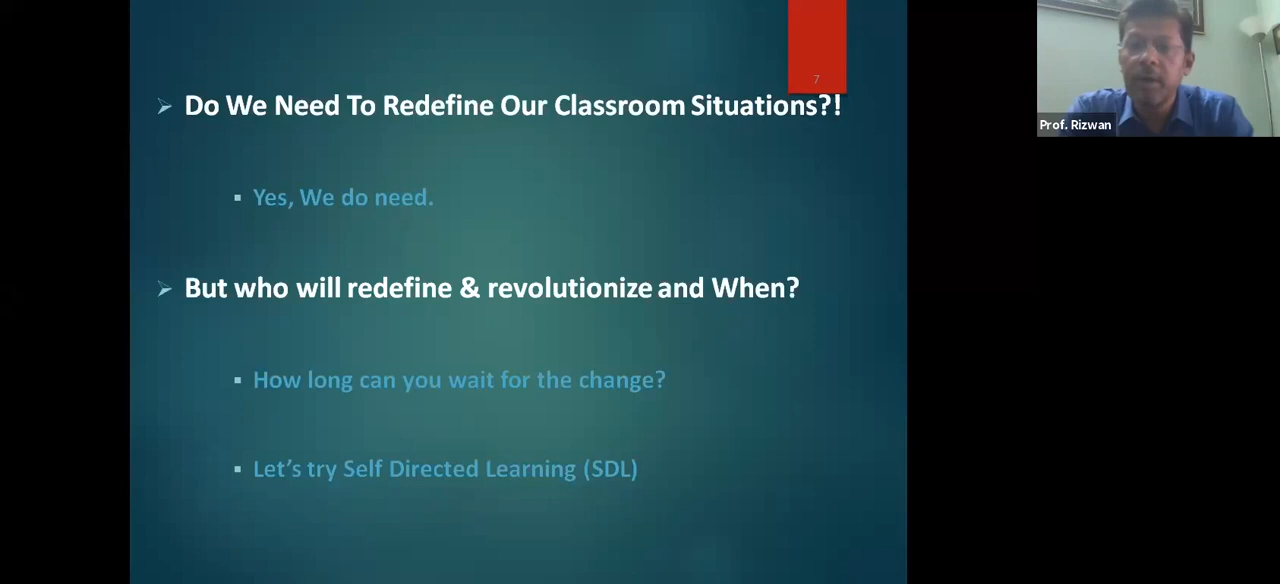 7
Do We Need To Redefine Our Classroom Situations?!
Yes, We do need.
But who will redefine & revolutionize and When?
How long can you wait for the change?
Let’s try Self Directed Learning (SDL)
Prof. Rizwan